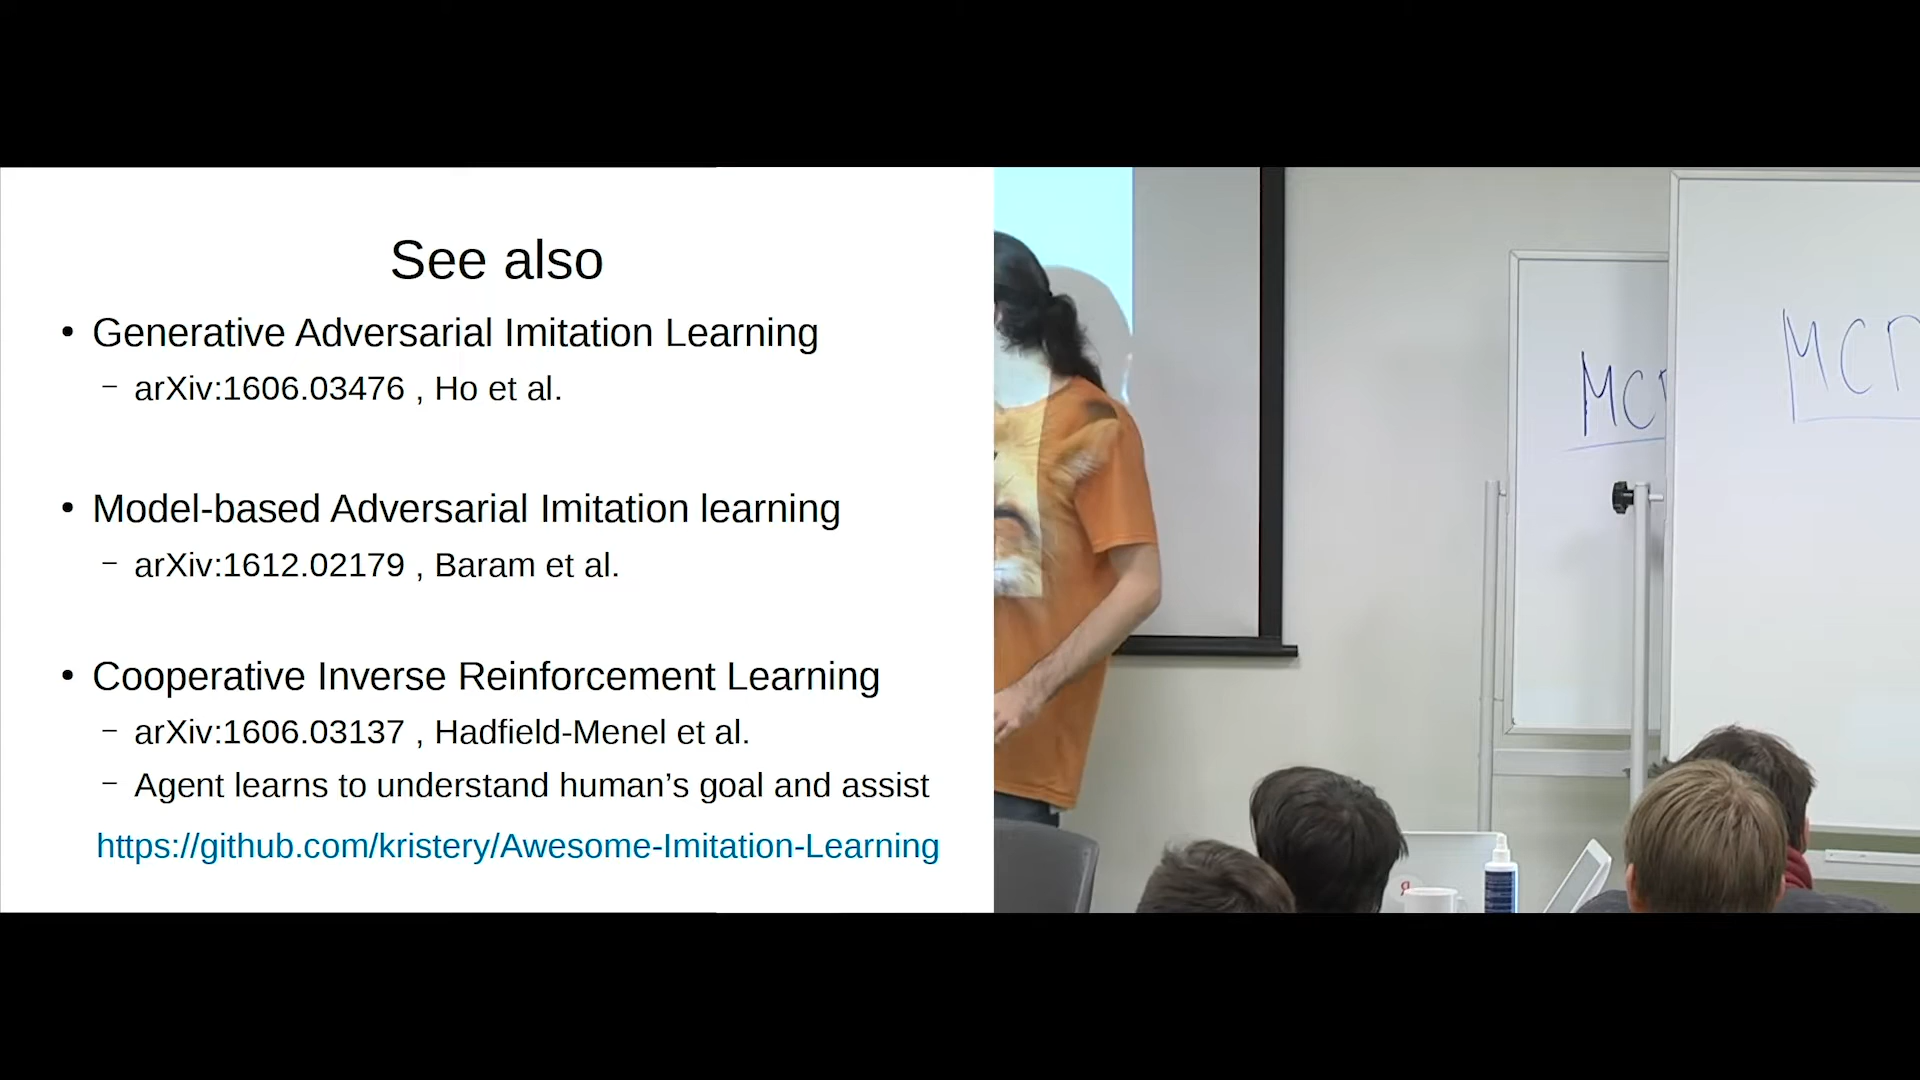 See also
• Generative Adversarial Imitation Learning
– arXiv:1606.03476 , Ho et al.
• Model-based Adversarial Imitation learning
– arXiv:1612.02179 , Baram et al.
• Cooperative Inverse Reinforcement Learning
– arXiv:1606.03137 , Hadfield-Menel et al.
– Agent learns to understand human’s goal and assist
https://github.com/kristery/Awesome-Imitation-Learning